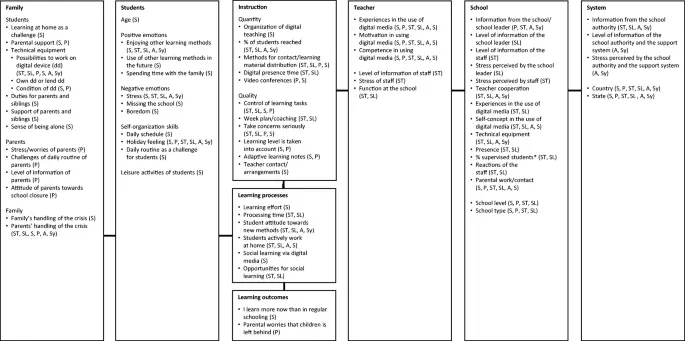 Family
Students
• Learning at home as a
challenge (S)
• Parental support (S, P)
• Technical equipment
• Possibilities to work on
digital device (dd)
(ST, SL, P, S, A, Sy)
• Own dd or lend dd
• Condition of dd (S, P)
• Duties for parents and
siblings (S)
• Support of parents and
siblings (S)
• Sense of being alone (S)
Parents
• Stress/worries of parents (P)
• Challenges of daily routine of
parents (P)
• Level of information of
parents (P)
• Attitude of parents towards
school closure (P)
Family
• Family's handling of the crisis (S)
• Parents' handling of the crisis
(ST, SL, S, P, A, Sy)
Students
Age (S)
Positive emotions
• Enjoying other learning methods
(S, ST, SL, A, Sy)
• Use of other learning methods in
the future (S)
• Spending time with the family (S)
Negative emotions
• Stress (S, ST, SL, A, Sy)
• Missing the school (S)
• Boredom (S)
Self-organization skills
• Daily schedule (S)
• Holiday feeling (S, P, ST, SL, A, Sy)
• Daily routine as a challenge
for students (S)
Leisure activities of students (S)
Instruction
Quantity
• Organization of digital
teaching (S)
• % of students reached
(ST, SL, A, Sy)
• Methods for contact/learning
material distribution (ST, SL, P, S)
• Digital presence time (ST, SL)
• Video conferences (P, S)
Quality
• Control of learning tasks
(ST, SL, S, P)
• Week plan/coaching (ST, SL)
• Take concerns seriously
(ST, SL, P, S)
• Learning level is taken
into account (S, P)
• Adaptive learning notes (S, P)
• Teacher contact/
arrangements (S)
Learning processes
• Learning effort (S)
• Processing time (ST, SL)
• Student attitude towards
new methods (ST, SL, A, Sy)
• Students actively work
at home (ST, SL, A, S)
• Social learning via digital
media (S)
• Opportunities for social
learning (ST, SL)
Learning outcomes
• I learn more now than in regular
schooling (S)
• Parental worries that children is
left behind (P)
Teacher
• Experiences in the use of
digital media (S, P, ST, SL, A, S)
• Motivation in using
digital media (S, P, ST, SL, A, S)
• Competence in using
digital media (S, P, ST, SL, A, S)
• Level of information of staff (ST)
• Stress of staff (ST)
• Function at the school
(ST, SL)
School
• Information from the school/
school leader (P, ST, A, Sy)
• Level of information of the
school leader (SL)
• Level of information of the
staff (ST)
• Stress perceived by the school
leader (SL)
• Stress perceived by staff (ST)
• Teacher cooperation
(ST, SL, A, Sy)
• Experiences in the use of
digital media (ST, SL)
• Self-concept in the use of
digital media (ST, SL, A, S)
• Technical equipment
(ST, SL, A, Sy)
• Presence (ST, SL)
• % supervised students* (ST, SL)
• Reactions of the
staff (ST, SL)
• Parental work/contact
(S, P, ST, SL, A, S)
• School level (S, P, ST, SL)
• School type (S, P, ST, SL)
System
• Information from the school
authority (ST, SL, A, Sy)
• Level of information of the
school authority and the support
system (A, Sy)
• Stress perceived by the school
authority and the support system
(A, Sy)
• Country (S, P, ST, SL, A, Sy)
• State (S, P, ST, SL , A, Sy)